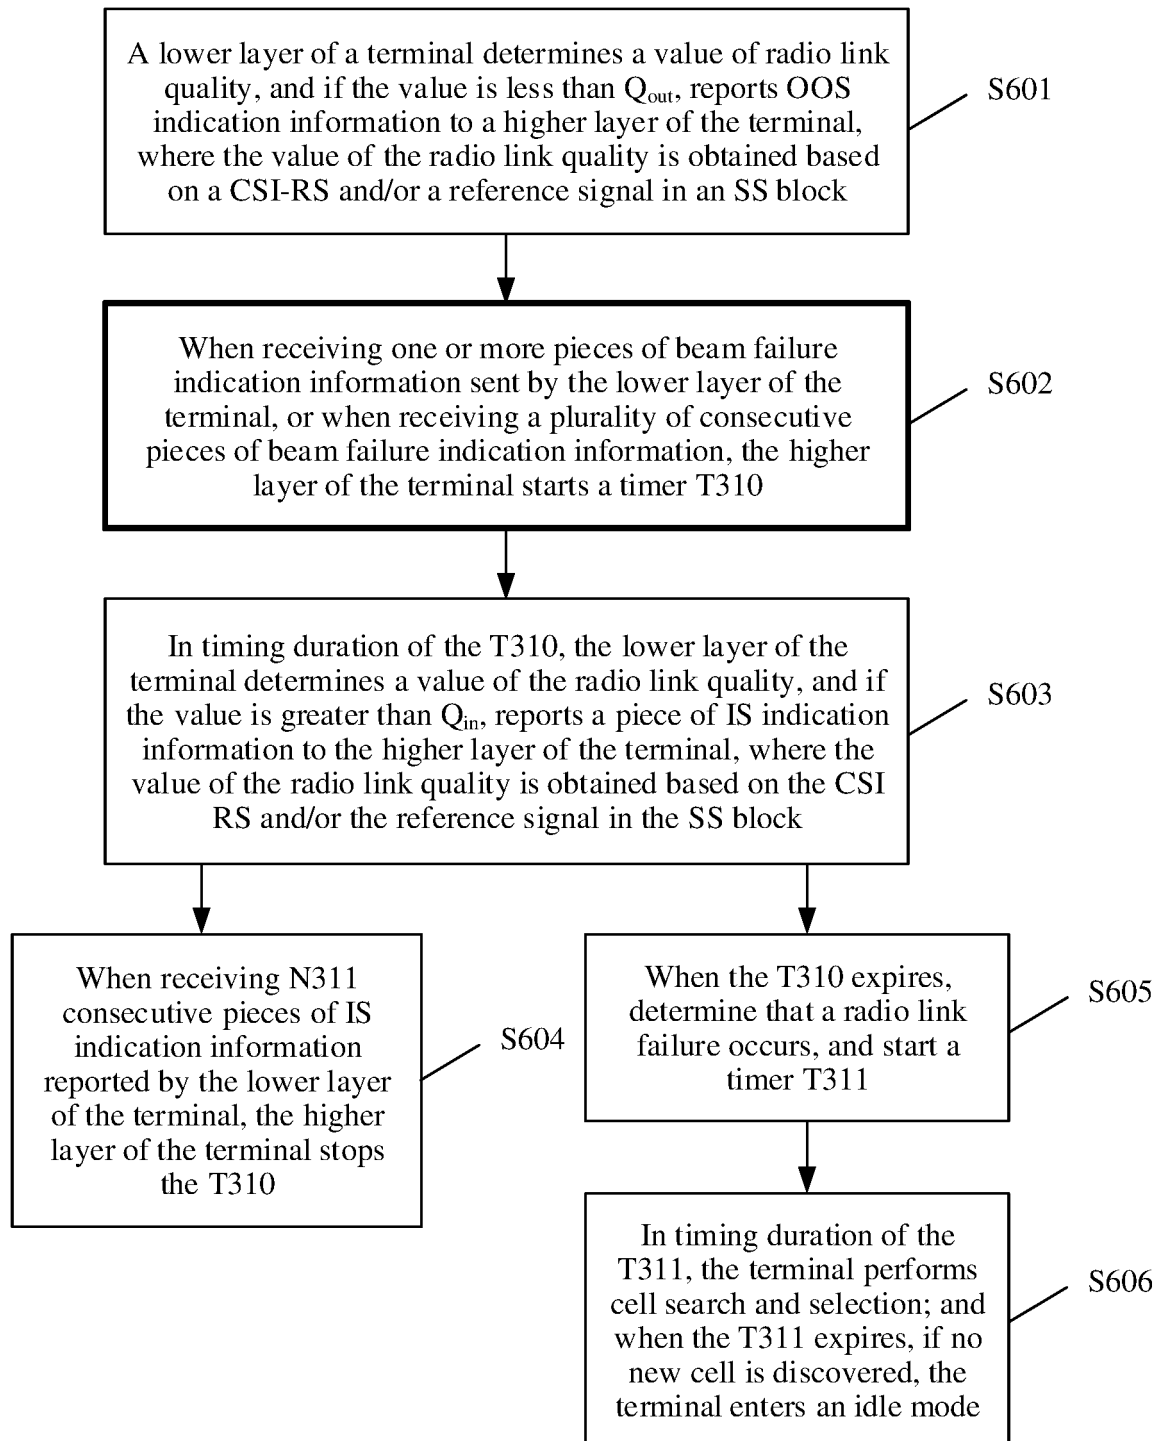 A lower layer of a terminal determines a value of radio link
quality, and if the value is less than Qout, reports OOS
indication information to a higher layer of the terminal,
where the value of the radio link quality is obtained based
on a CSI-RS and/or a reference signal in an SS block
S601
When receiving one or more pieces of beam failure
indication information sent by the lower layer of the
terminal, or when receiving a plurality of consecutive
pieces of beam failure indication information, the higher
layer of the terminal starts a timer T310
S602
In timing duration of the T310, the lower layer of the
terminal determines a value of the radio link quality, and if
the value is greater than Qin, reports a piece of IS indication
information to the higher layer of the terminal, where the
value of the radio link quality is obtained based on the CSI
RS and/or the reference signal in the SS block
S603
When receiving N311
consecutive pieces of IS
indication information
reported by the lower layer
of the terminal, the higher
layer of the terminal stops
the T310
S604
When the T310 expires,
determine that a radio link
failure occurs, and start a
timer T311
S605
In timing duration of the
T311, the terminal performs
cell search and selection; and
when the T311 expires, if no
new cell is discovered, the
terminal enters an idle mode
S606